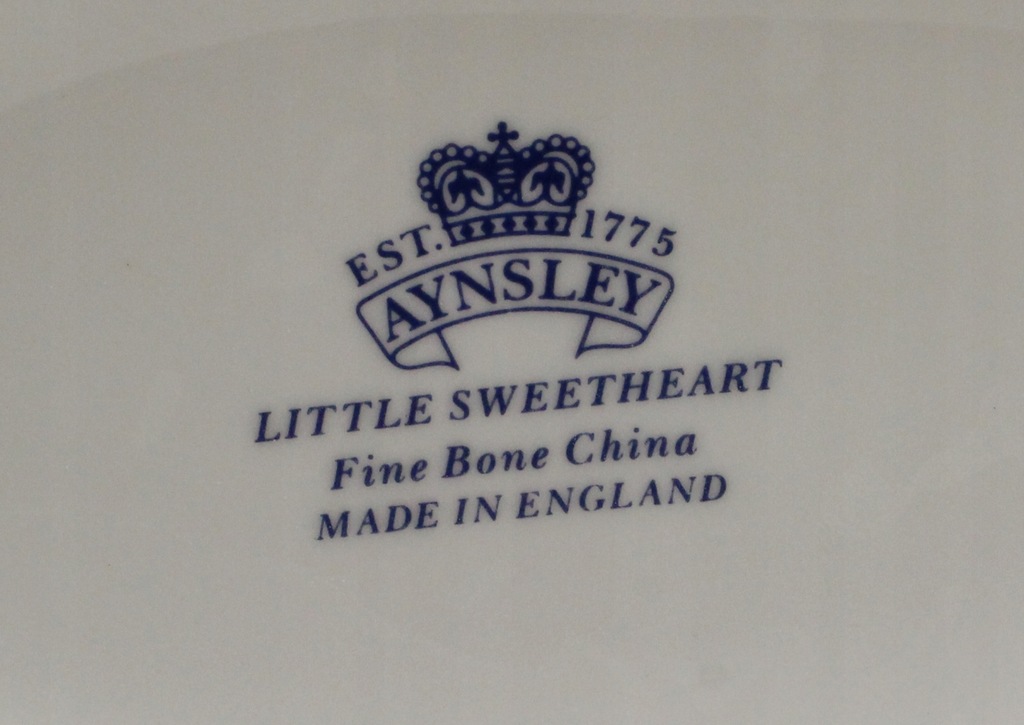 EST. 1775
AYNSLEY
LITTLE SWEETHEART
Fine Bone China
MADE IN ENGLAND